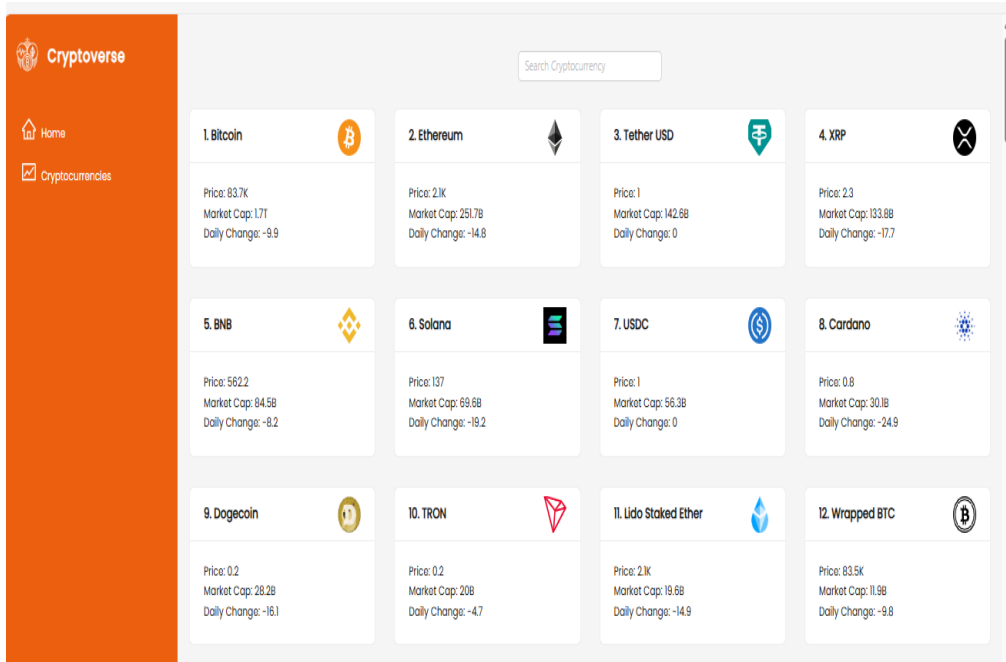 Cryptoverse
Search Cryptocurrency
Home
Cryptocurrencies
1. Bitcoin
Price: 83.7K
Market Cap: 1.7T
Daily Change: -9.9
2. Ethereum
Price: 2.1K
Market Cap: 251.7B
Daily Change: -14.8
3. Tether USD
Price: 1
Market Cap: 142.6B
Daily Change: 0
4. XRP
Price: 2.3
Market Cap: 133.8B
Daily Change: -17.7
5. BNB
Price: 562.2
Market Cap: 84.5B
Daily Change: -8.2
6. Solana
Price: 137
Market Cap: 69.6B
Daily Change: -19.2
7. USDC
Price: 1
Market Cap: 56.3B
Daily Change: 0
8. Cardano
Price: 0.8
Market Cap: 30.1B
Daily Change: -24.9
9. Dogecoin
Price: 0.2
Market Cap: 28.2B
Daily Change: -16.1
10. TRON
Price: 0.2
Market Cap: 20B
Daily Change: -4.7
11. Lido Staked Ether
Price: 2.1K
Market Cap: 19.6B
Daily Change: -14.9
12. Wrapped BTC
Price: 83.5K
Market Cap: 11.9B
Daily Change: -9.8